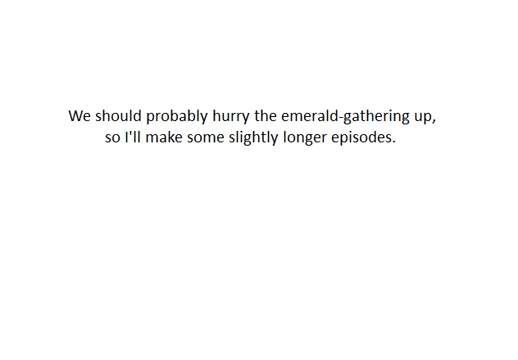 We should probably hurry the emerald-gathering up,
so I'll make some slightly longer episodes.